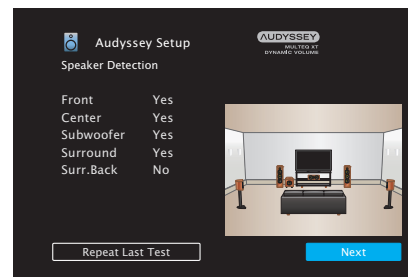 Audyssey Setup
AUDYSSEY
MULTEQ XT
DYNAMIC VOLUME
Speaker Detection
Front Yes
Center Yes
Subwoofer Yes
Surround Yes
Surr.Back No
Repeat Last Test
Next